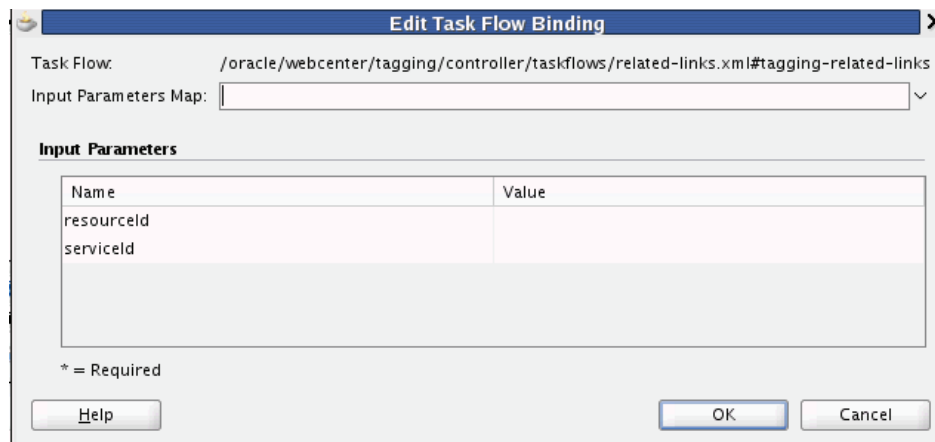 Edit Task Flow Binding
Task Flow: /oracle/webcenter/tagging/controller/taskflows/related-links.xml#tagging-related-links
Input Parameters Map:
Input Parameters
Name Value
resourceId
serviceId
* = Required
Help OK Cancel